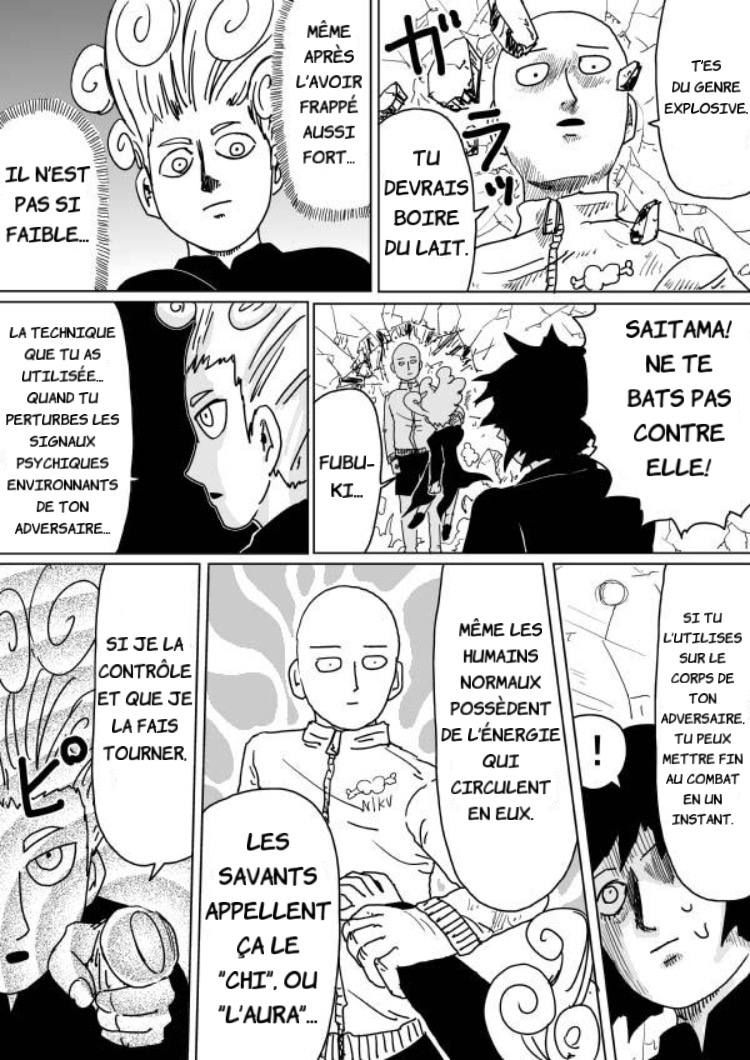 T'ES
DU GENRE
EXPLOSIVE.
ガラッ
TU
DEVRAIS
BOIRE
DU LAIT.
MÊME
APRÈS
L'AVOIR
FRAPPÉ
AUSSI
FORT...
IL N'EST
PAS SI
FAIBLE...
SAITAMA!
NE TE
BATS PAS
CONTRE
ELLE!
FUBU-
KI...
LA TECHNIQUE
QUE TU AS
UTILISÉE...
QUAND TU
PERTURBES LES
SIGNAUX
PSYCHIQUES
ENVIRONNANTS
DE TON
ADVERSAIRE...
SI TU
L'UTILISES
SUR LE
CORPS DE
TON
ADVERSAIRE.
TU PEUX
METTRE FIN
AU COMBAT
EN UN
INSTANT.
!
MÊME LES
HUMAINS
NORMAUX
POSSÈDENT
DE L'ÉNERGIE
QUI
CIRCULENT
EN EUX.
NIKU
LES
SAVANTS
APPELLENT
ÇA LE
"CHI", OU
"L'AURA"...
SI JE LA
CONTRÔLE
ET QUE JE
LA FAIS
TOURNER.
ピ